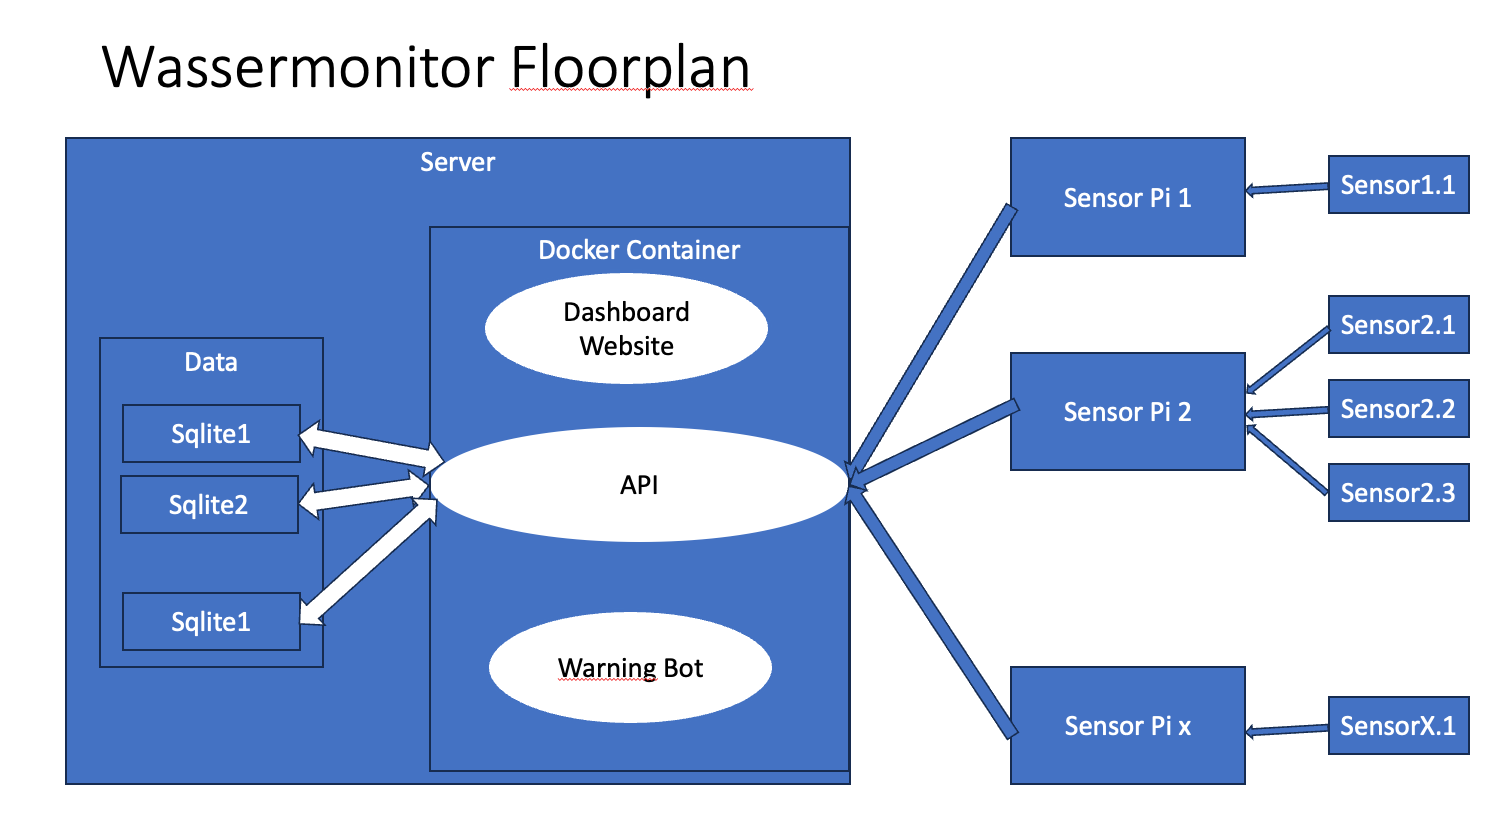 Wassermonitor Floorplan
Server
Docker Container
Dashboard
Website
Data
Sqlite1
Sqlite2
Sqlite1
API
Warning Bot
Sensor Pi 1
Sensor1.1
Sensor Pi 2
Sensor2.1
Sensor2.2
Sensor2.3
Sensor Pi x
SensorX.1